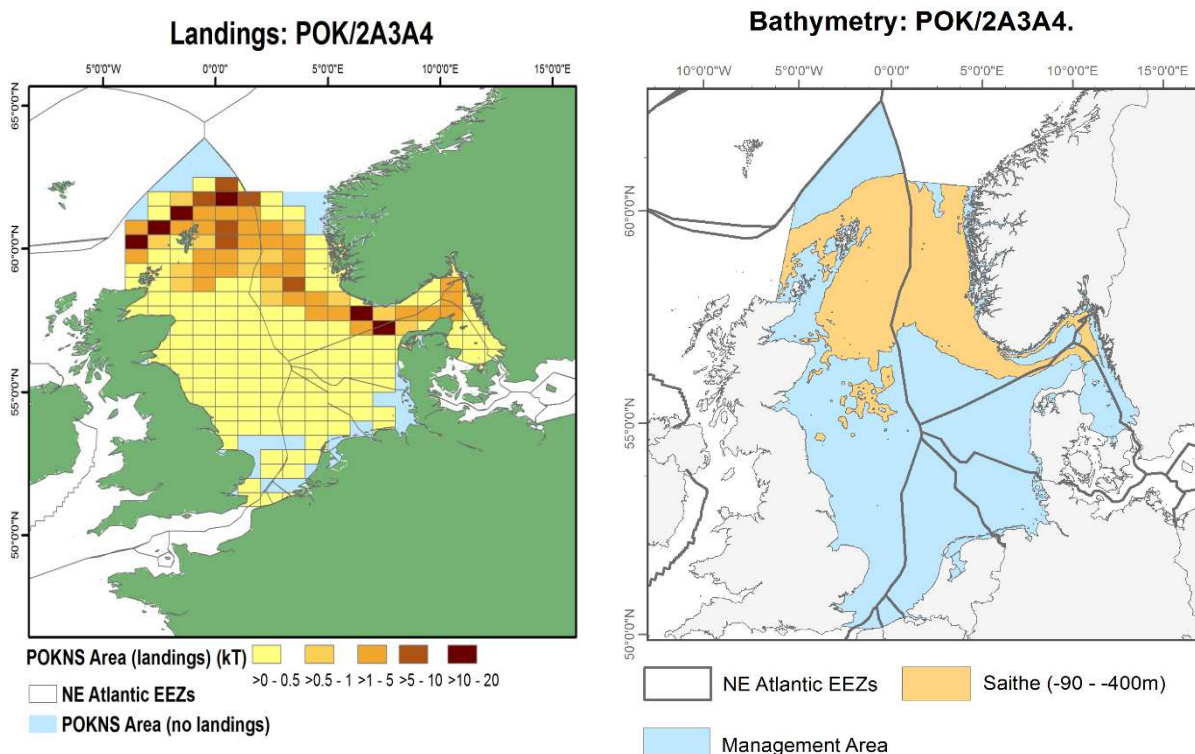 Landings: POK/2A3A4
5°0'0"W 0°0'0" 5°0'0"E 10°0'0"E 15°0'0"E
65°0'0"N
60°0'0"N
55°0'0"N
50°0'0"N
POKNS Area (landings) (kT)
>0 - 0.5 >0.5 - 1 >1 - 5 >5 - 10 >10 - 20
NE Atlantic EEZs
POKNS Area (no landings)
Bathymetry: POK/2A3A4.
10°0'0"W 5°0'0"W 0°0'0" 5°0'0"E 10°0'0"E 15°0'0"E
60°0'0"N
55°0'0"N
50°0'0"N
NE Atlantic EEZs
Saithe (-90 - -400m)
Management Area